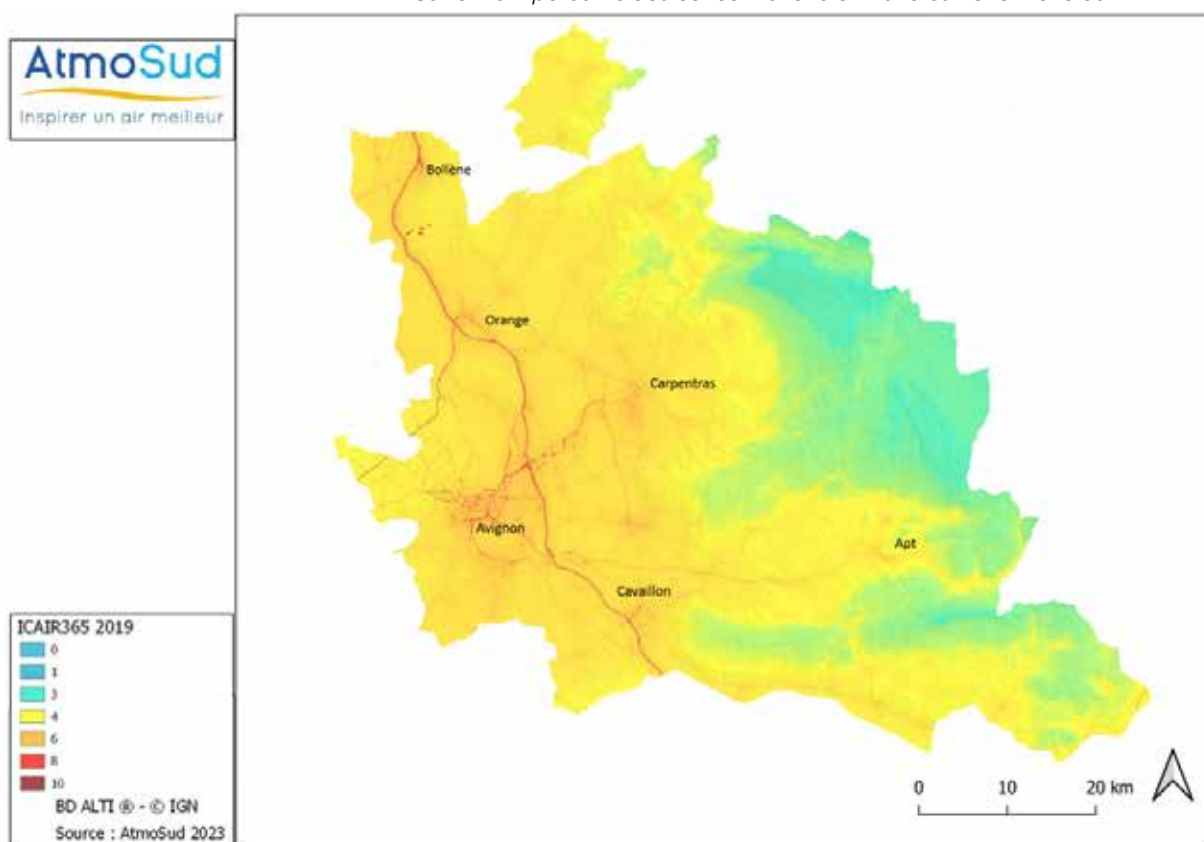 AtmoSud
Inspirer un air meilleur
Bollène
Orange
Carpentras
Avignon
Apt
Cavaillon
ICAIR365 2019
0
1
3
4
6
8
10
BD ALTI ® - © IGN
Source : AtmoSud 2023
0 10 20 km